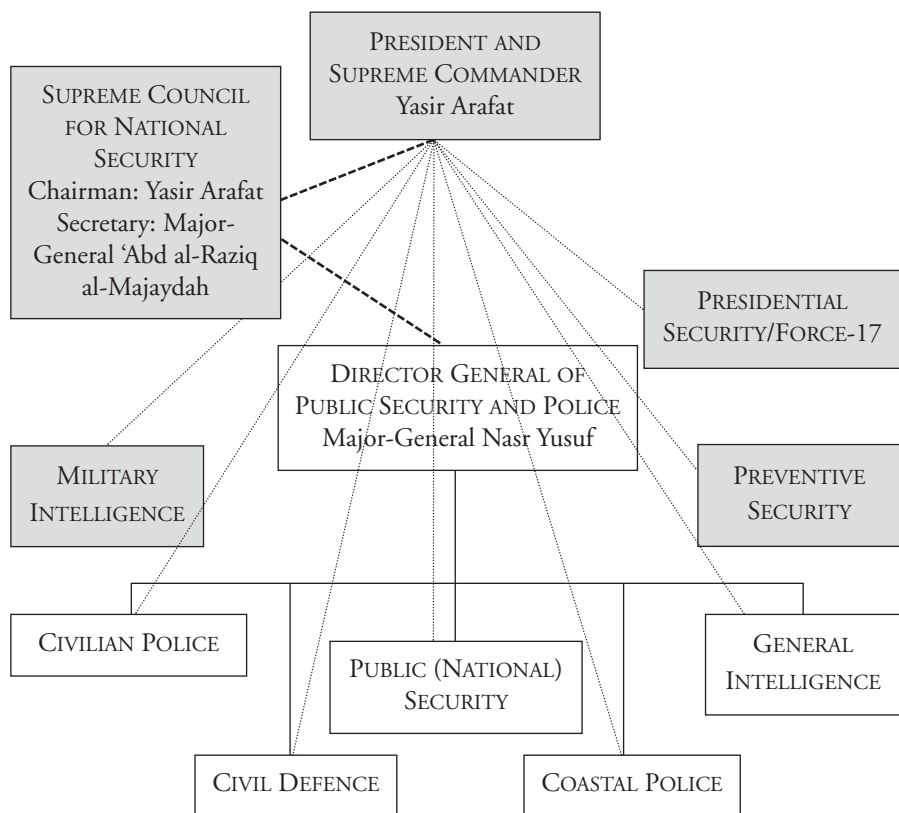 PRESIDENT AND
SUPREME COMMANDER
Yasir Arafat
SUPREME COUNCIL
FOR NATIONAL
SECURITY
Chairman: Yasir Arafat
Secretary: Major-
General ‘Abd al-Raziq
al-Majaydah
PRESIDENTIAL
SECURITY/FORCE-17
DIRECTOR GENERAL OF
PUBLIC SECURITY AND POLICE
Major-General Nasr Yusuf
MILITARY
INTELLIGENCE
PREVENTIVE
SECURITY
CIVILIAN POLICE
PUBLIC (NATIONAL)
SECURITY
GENERAL
INTELLIGENCE
CIVIL DEFENCE
COASTAL POLICE